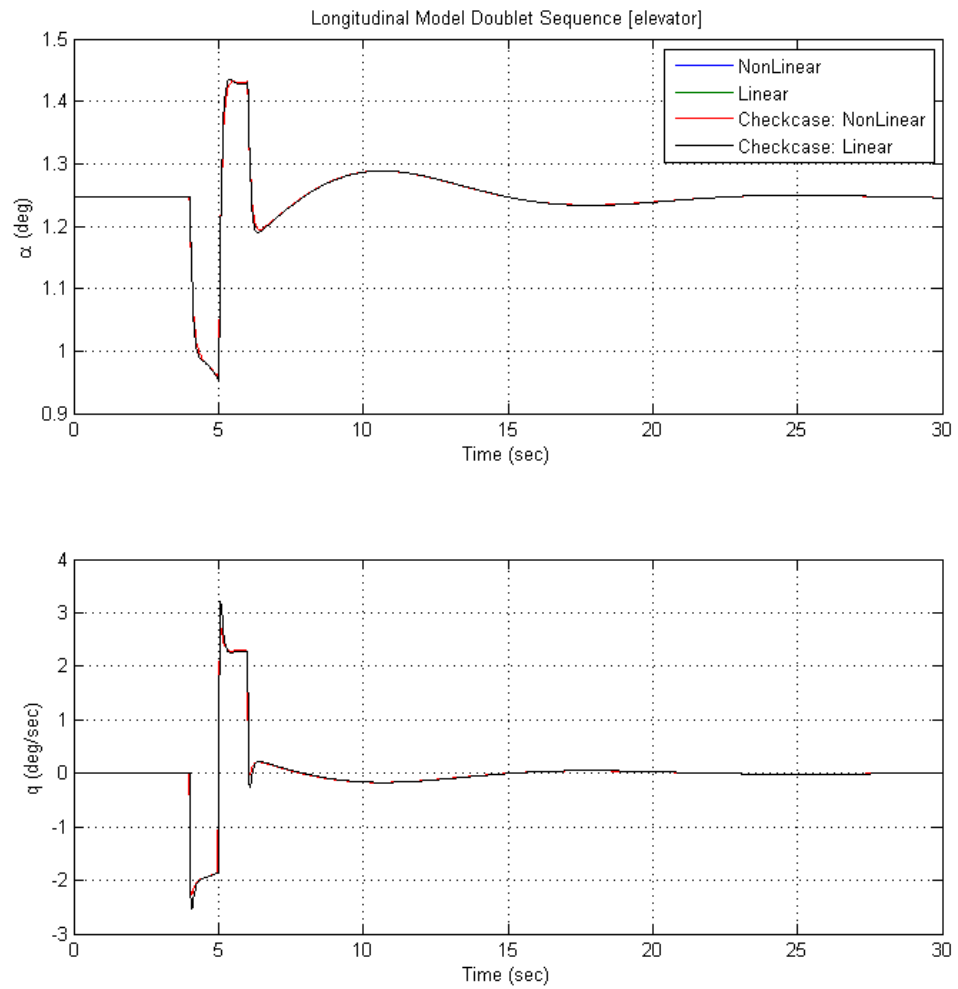 Longitudinal Model Doublet Sequence [elevator]
1.5
1.4
1.3
1.2
1.1
1
0.9
α (deg)
NonLinear
Linear
Checkcase: NonLinear
Checkcase: Linear
0 5 10 15 20 25 30
Time (sec)
4
3
2
1
0
-1
-2
-3
q (deg/sec)
0 5 10 15 20 25 30
Time (sec)